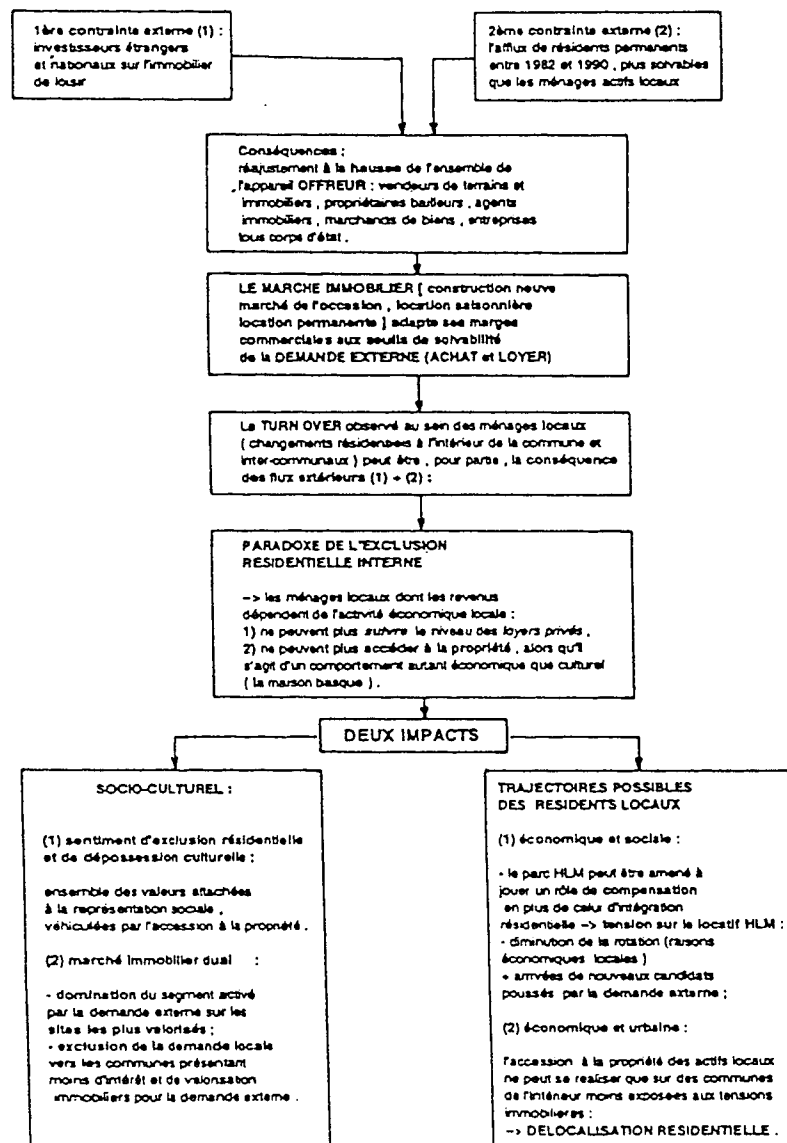 1ère contrainte externe (1) :
investisseurs étrangers
et nationaux sur l'immobilier
de loisir
2ème contrainte externe (2) :
l'afflux de résidents permanents
entre 1982 et 1990 , plus solvables
que les ménages actifs locaux
Conséquences :
réajustement à la hausse de l'ensemble de
l'appareil OFFREUR : vendeurs de terrains et
immobiliers , propriétaires bailleurs , agents
immobiliers , marchands de biens , entreprises
tous corps d'état .
LE MARCHE IMMOBILIER ( construction neuve
marché de l'occasion , location saisonnière
location permanente ) adapte ses marges
commerciales aux seuils de solvabilité
de la DEMANDE EXTERNE (ACHAT et LOYER)
Le TURN OVER observé au sein des ménages locaux
( changements résidentiels à l'intérieur de la commune et
inter-communaux ) peut être , pour partie , la conséquence
des flux extérieurs (1) + (2) :
PARADOXE DE L'EXCLUSION
RESIDENTIELLE INTERNE
--> les ménages locaux dont les revenus
dépendent de l'activité économique locale :
1) ne peuvent plus suivre le niveau des loyers privés ,
2) ne peuvent plus accéder à la propriété , alors qu'il
s'agit d'un comportement autant économique que culturel
( la maison basque ) .
DEUX IMPACTS
SOCIO-CULTUREL :
(1) sentiment d'exclusion résidentielle
et de dépossession culturelle :
ensemble des valeurs attachées
à la représentation sociale ,
véhiculées par l'accession à la propriété .
(2) marché immobilier dual :
- domination du segment activé
par la demande externe sur les
sites les plus valorisés ;
- exclusion de la demande locale
vers les communes présentant
moins d'intérêt et de valorisation
immobiliers pour la demande externe .
TRAJECTOIRES POSSIBLES
DES RESIDENTS LOCAUX
(1) économique et sociale :
- le parc HLM peut être amené à
jouer un rôle de compensation
en plus de celui d'intégration
résidentielle --> tension sur le locatif HLM :
- diminution de la rotation (raisons
économiques locales )
+ arrivées de nouveaux candidats
poussés par la demande externe ;
(2) économique et urbaine :
l'accession à la propriété des actifs locaux
ne peut se realiser que sur des communes
de l'intérieur moins exposées aux tensions
immobilieres :
--> DELOCALISATION RESIDENTIELLE .